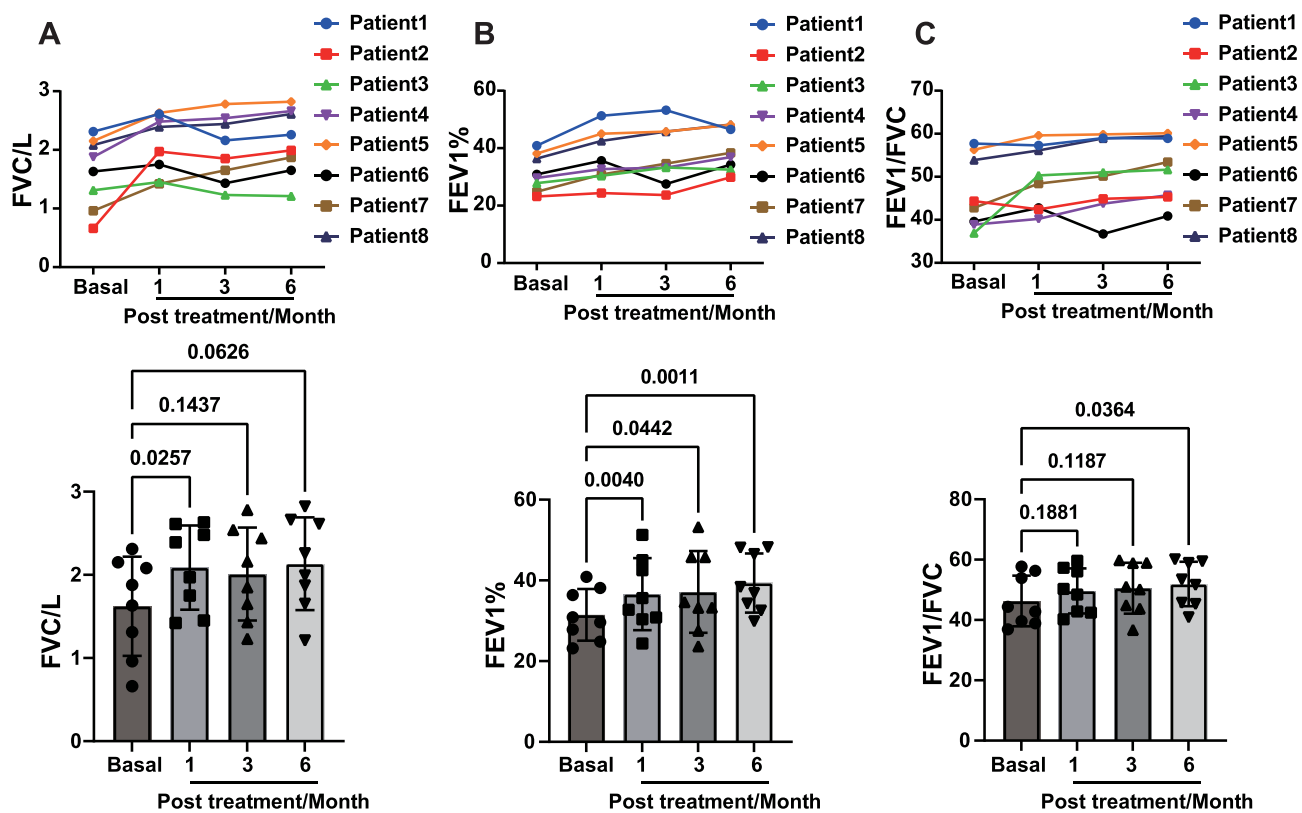 A
Patient1
Patient2
Patient3
Patient4
Patient5
Patient6
Patient7
Patient8
FVC/L
3
2
1
0
Basal 1 3 6
Post treatment/Month
B
Patient1
Patient2
Patient3
Patient4
Patient5
Patient6
Patient7
Patient8
FEV1%
60
40
20
0
Basal 1 3 6
Post treatment/Month
C
Patient1
Patient2
Patient3
Patient4
Patient5
Patient6
Patient7
Patient8
FEV1/FVC
70
60
50
40
30
Basal 1 3 6
Post treatment/Month
0.0626
0.1437
0.0257
FVC/L
3
2
1
0
Basal 1 3 6
Post treatment/Month
0.0011
0.0442
0.0040
FEV1%
60
40
20
0
Basal 1 3 6
Post treatment/Month
0.0364
0.1187
0.1881
FEV1/FVC
80
60
40
20
0
Basal 1 3 6
Post treatment/Month